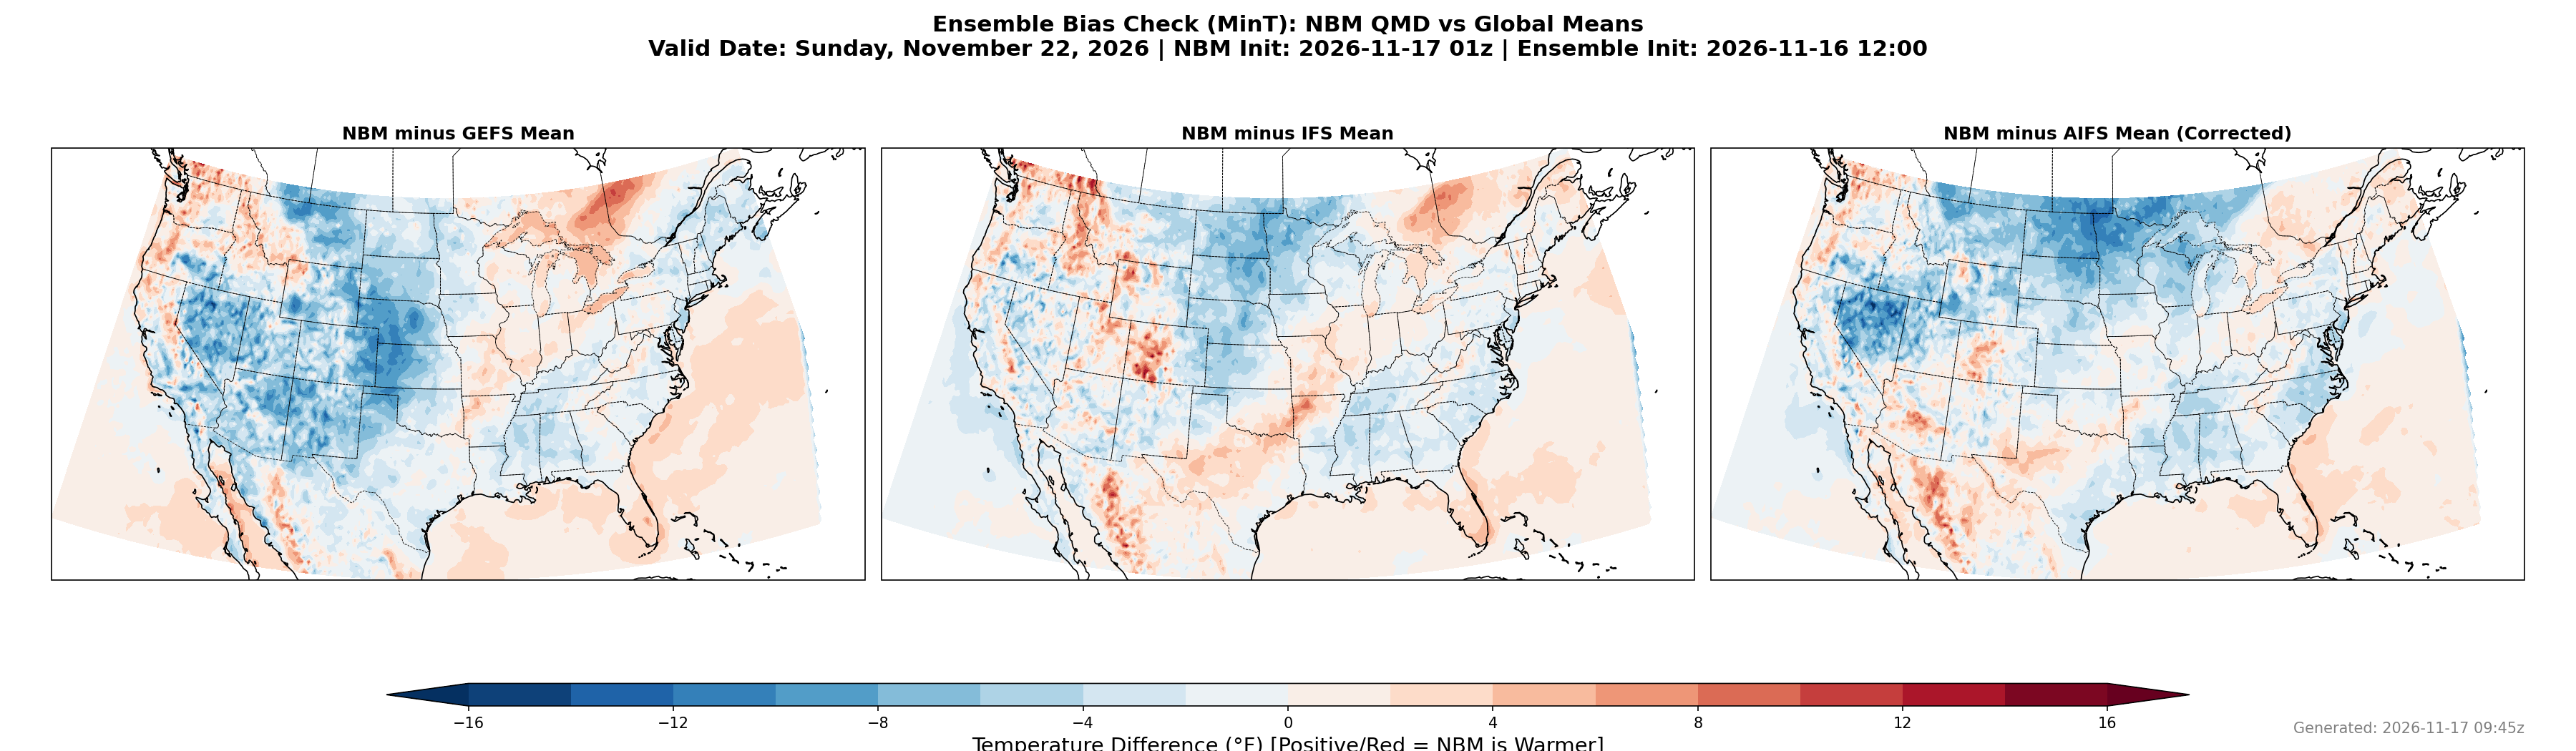 Ensemble Bias Check (MinT): NBM QMD vs Global Means
Valid Date: Sunday, November 22, 2026 | NBM Init: 2026-11-17 01z | Ensemble Init: 2026-11-16 12:00
NBM minus GEFS Mean
NBM minus IFS Mean
NBM minus AIFS Mean (Corrected)
−16 −12 −8 −4 0 4 8 12 16
Generated: 2026-11-17 09:45z
Temperature Difference (°F) [Positive/Red = NBM is Warmer]